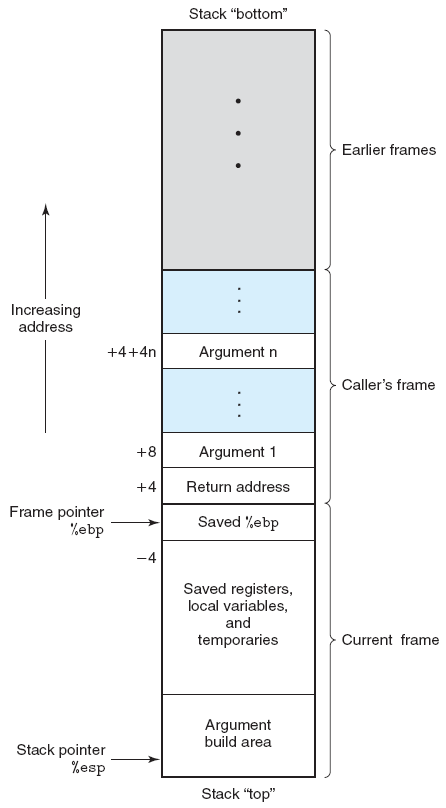 Stack “bottom”
Earlier frames
Increasing
address
+4+4n
Argument n
Caller’s frame
+8
Argument 1
+4
Return address
Frame pointer
%ebp
Saved %ebp
−4
Saved registers,
local variables,
and
temporaries
Current frame
Argument
build area
Stack pointer
%esp
Stack “top”